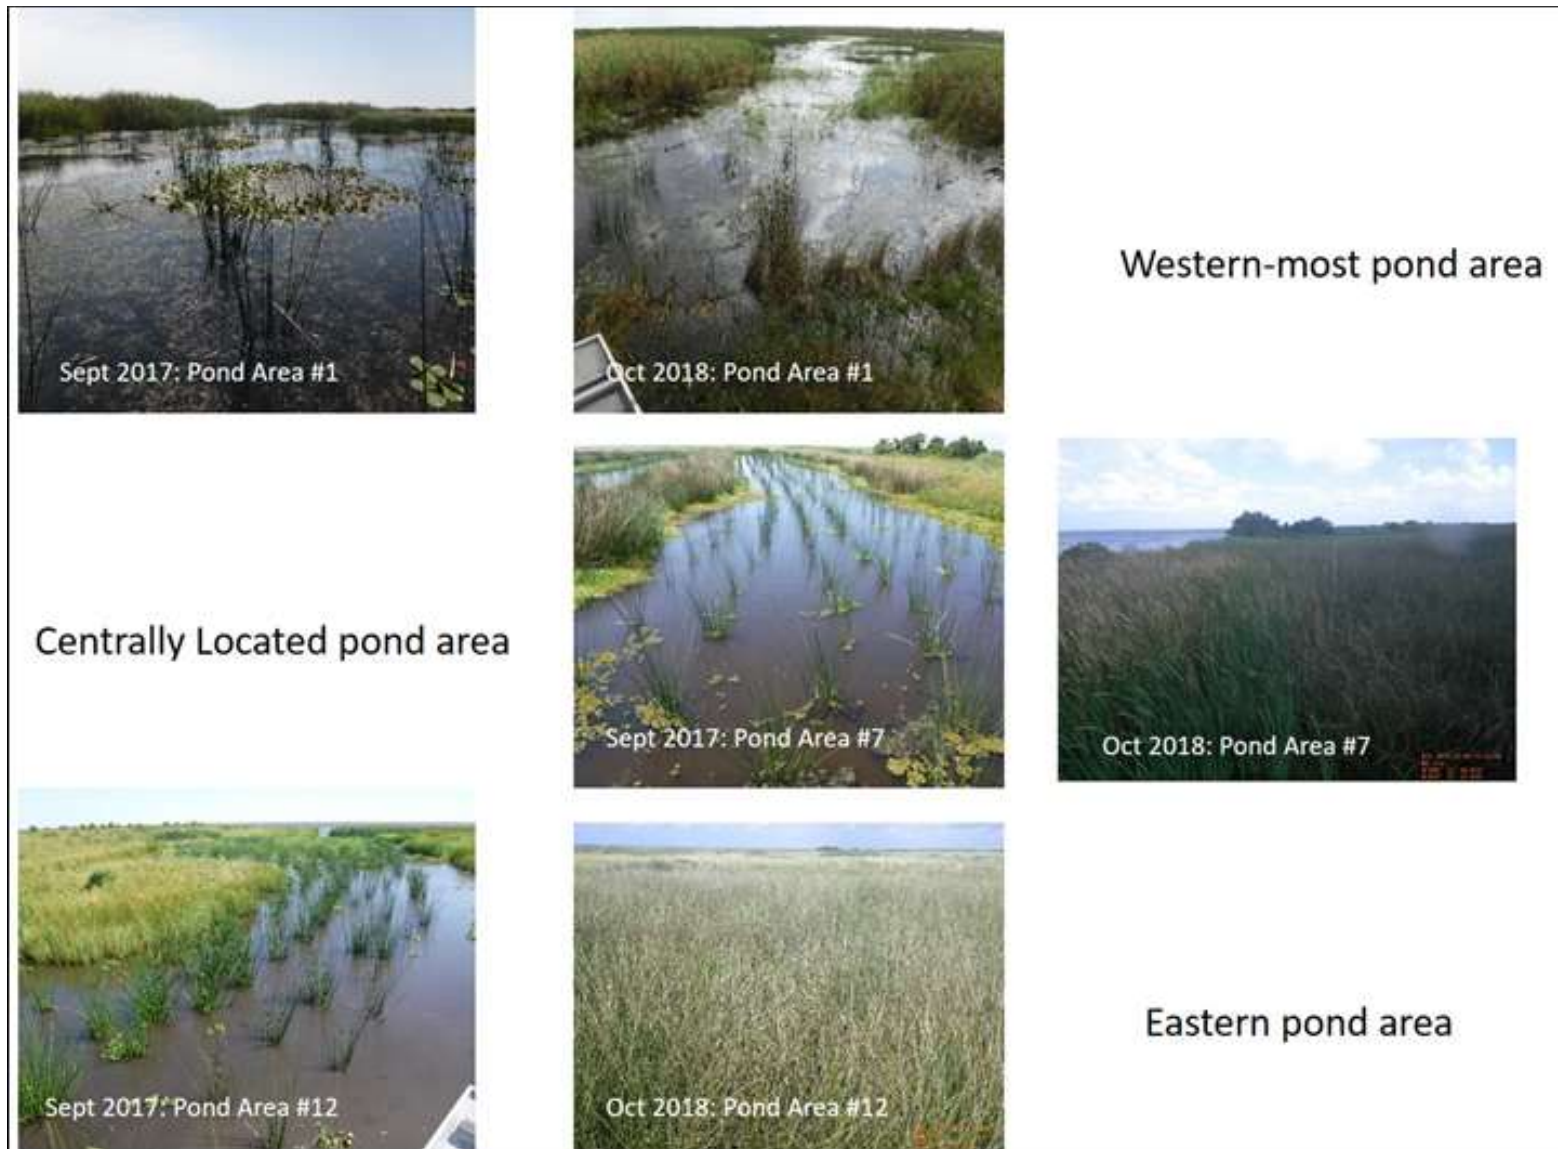 Sept 2017: Pond Area #1
Oct 2018: Pond Area #1
Western-most pond area
Centrally Located pond area
Sept 2017: Pond Area #7
Oct 2018: Pond Area #7
Sept 2017: Pond Area #12
Oct 2018: Pond Area #12
Eastern pond area